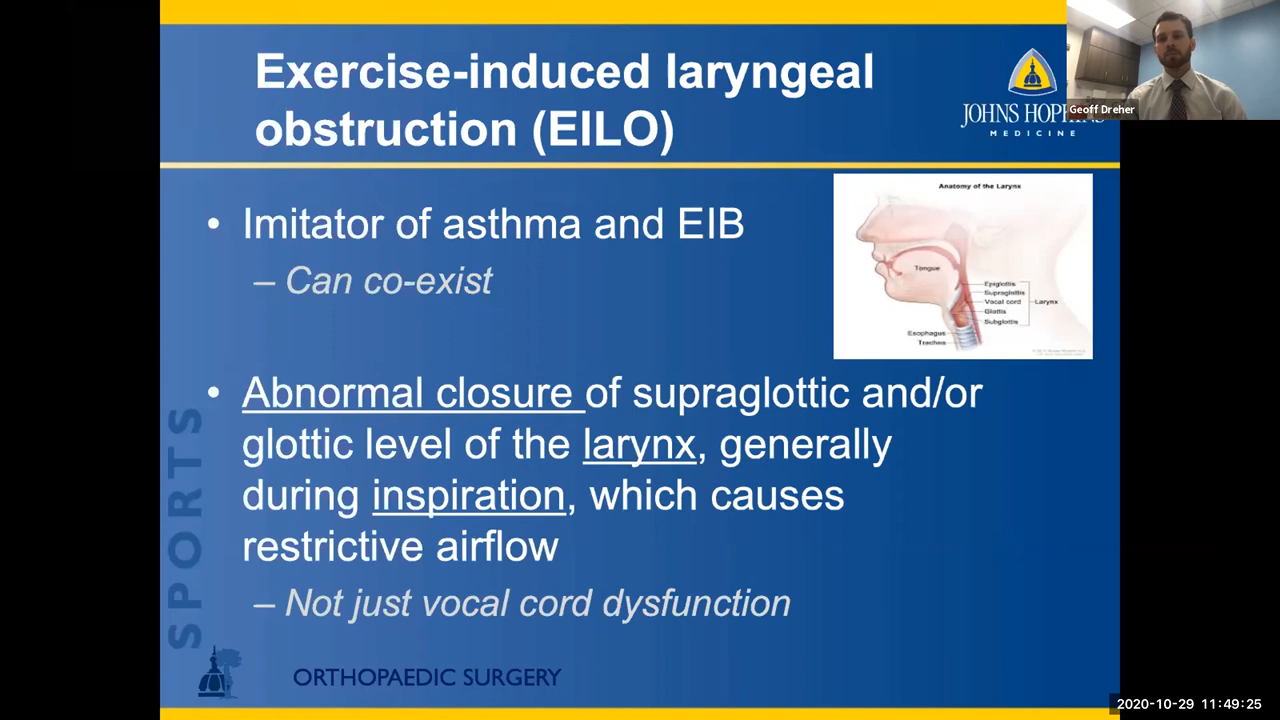 Exercise-induced laryngeal
obstruction (EILO)
JOHNS HOPKINS
MEDICINE
Geoff Dreher
• Imitator of asthma and EIB
– Can co-exist
Anatomy of the Larynx
Tongue
Epiglottis
Supraglottis
Vocal cord
Larynx
Glottis
Subglottis
Esophagus
Trachea
• Abnormal closure of supraglottic and/or
glottic level of the larynx, generally
during inspiration, which causes
restrictive airflow
– Not just vocal cord dysfunction
SPORTS
ORTHOPAEDIC SURGERY
2020-10-29 11:49:25